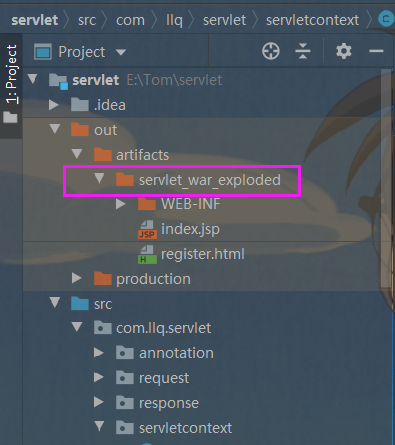 servlet src com llq servlet servletcontext C
1: Project
Project
servlet E:\Tom\servlet
.idea
out
artifacts
servlet_war_exploded
WEB-INF
JSP index.jsp
H register.html
production
src
com.llq.servlet
annotation
request
response
servletcontext